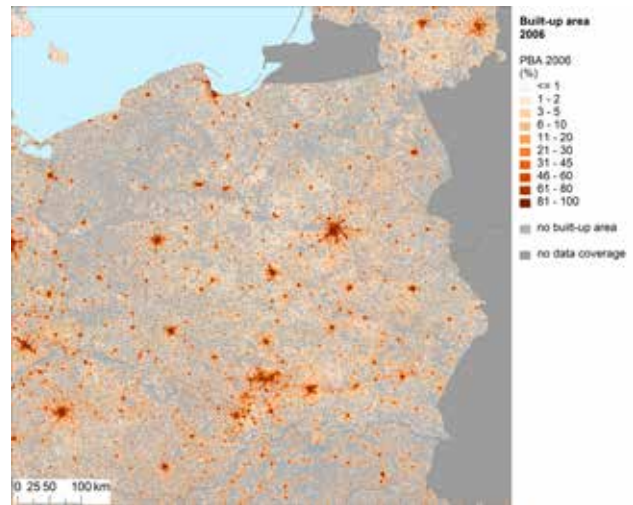 Built-up area
2006
PBA 2006
(%)
<= 1
1 - 2
3 - 5
6 - 10
11 - 20
21 - 30
31 - 45
46 - 60
61 - 80
81 - 100
no built-up area
no data coverage
0 25 50 100 km